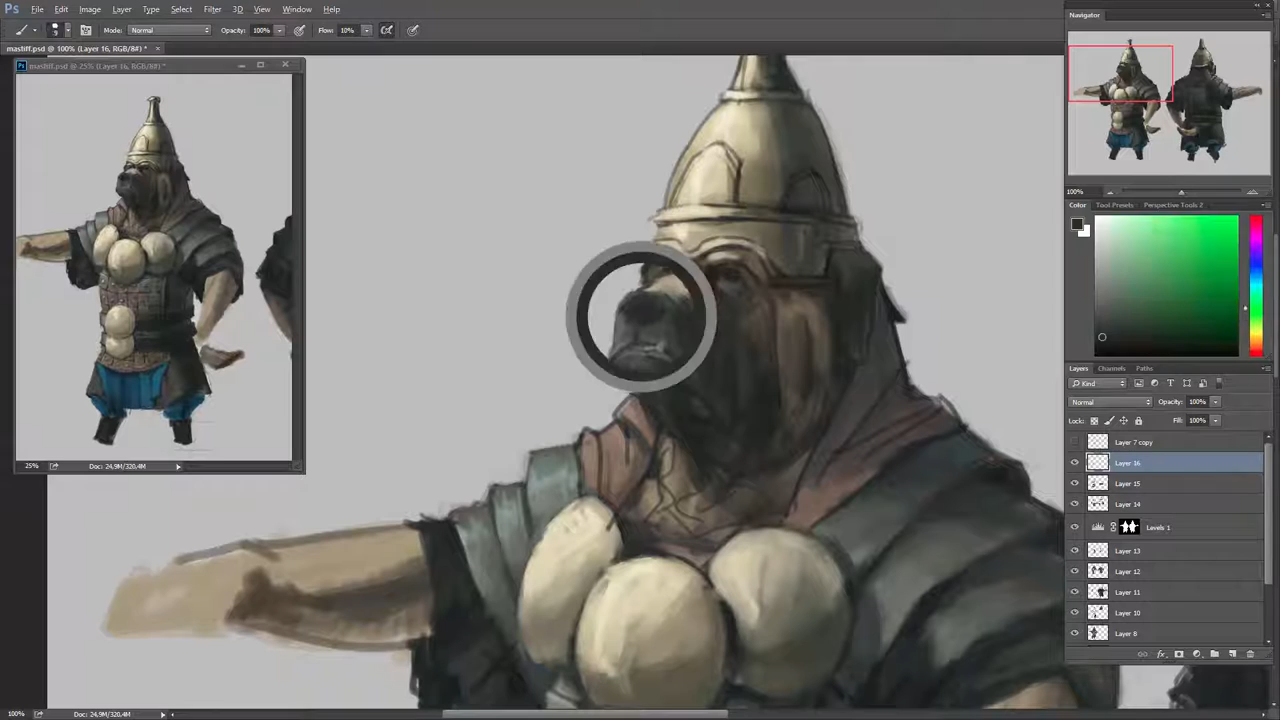 Ps File Edit Image Layer Type Select Filter 3D View Window Help
Mode: Normal Opacity: 100% Flow: 10%
mastiff.psd @ 100% (Layer 16, RGB/8#) * ×
mastiff.psd @ 25% (Layer 16, RGB/8#) *
25% Doc: 24,9M/320,4M
Navigator
100%
Color Tool Presets Perspective Tools 2
Layers Channels Paths
Kind
Normal Opacity: 100%
Lock: Fill: 100%
Layer 7 copy
Layer 16
Layer 15
Layer 14
Levels 1
Layer 13
Layer 12
Layer 11
Layer 10
Layer 8
100% Doc: 24,9M/320,4M